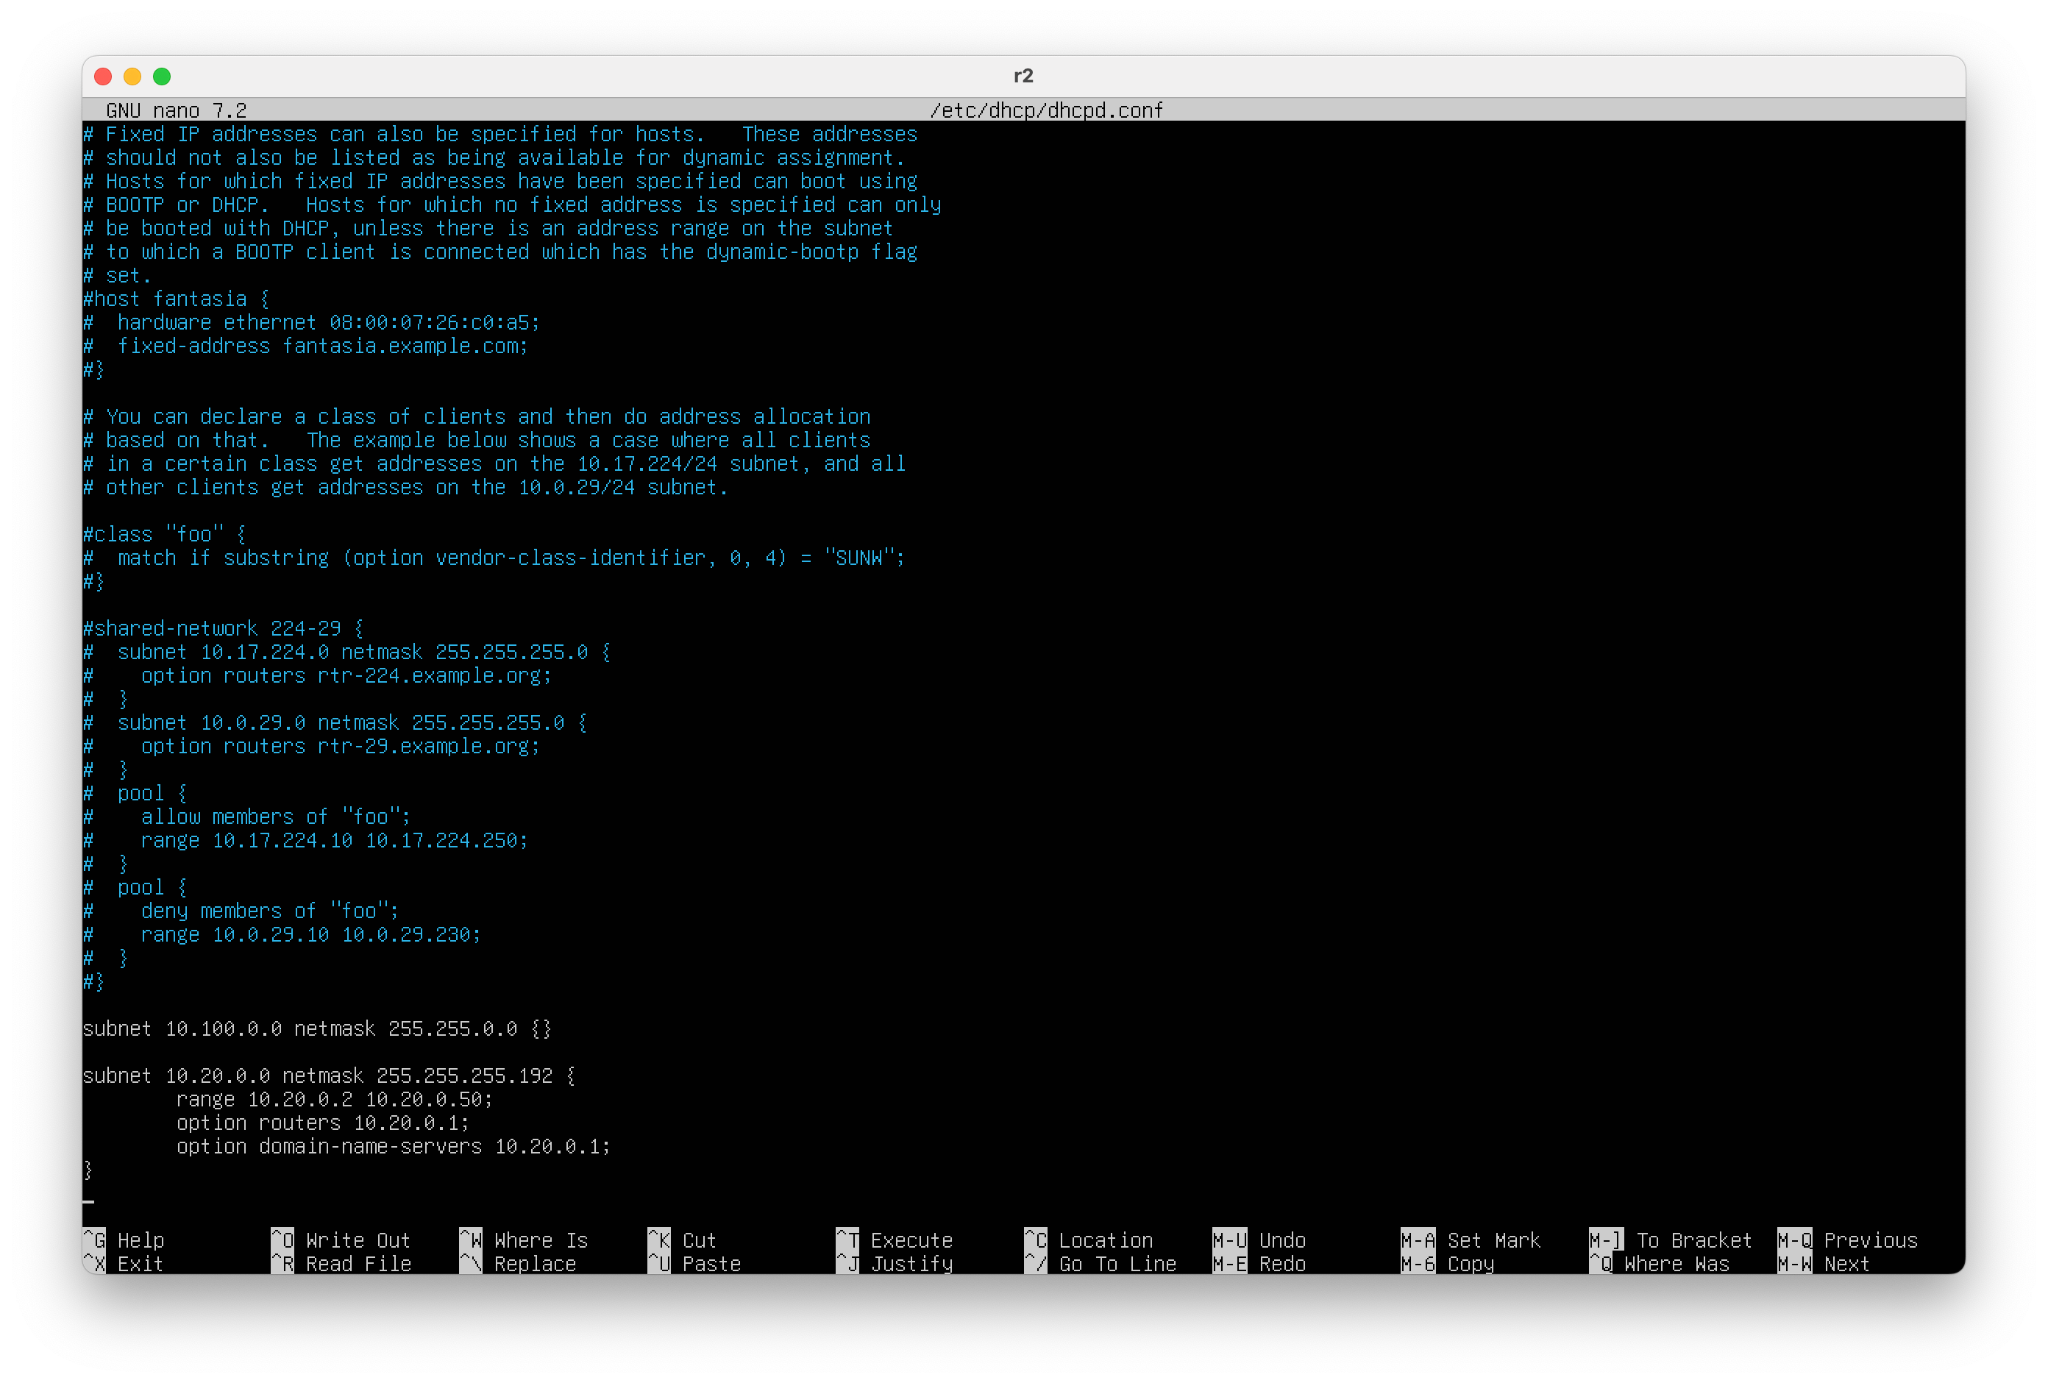 r2
GNU nano 7.2 /etc/dhcp/dhcpd.conf
# Fixed IP addresses can also be specified for hosts.   These addresses
# should not also be listed as being available for dynamic assignment.
# Hosts for which fixed IP addresses have been specified can boot using
# BOOTP or DHCP.   Hosts for which no fixed address is specified can only
# be booted with DHCP, unless there is an address range on the subnet
# to which a BOOTP client is connected which has the dynamic-bootp flag
# set.
#host fantasia {
#  hardware ethernet 08:00:07:26:c0:a5;
#  fixed-address fantasia.example.com;
#}
# You can declare a class of clients and then do address allocation
# based on that.   The example below shows a case where all clients
# in a certain class get addresses on the 10.17.224/24 subnet, and all
# other clients get addresses on the 10.0.29/24 subnet.
#class "foo" {
#  match if substring (option vendor-class-identifier, 0, 4) = "SUNW";
#}
#shared-network 224-29 {
#  subnet 10.17.224.0 netmask 255.255.255.0 {
#    option routers rtr-224.example.org;
#  }
#  subnet 10.0.29.0 netmask 255.255.255.0 {
#    option routers rtr-29.example.org;
#  }
#  pool {
#    allow members of "foo";
#    range 10.17.224.10 10.17.224.250;
#  }
#  pool {
#    deny members of "foo";
#    range 10.0.29.10 10.0.29.230;
#  }
#}
subnet 10.100.0.0 netmask 255.255.0.0 {}
subnet 10.20.0.0 netmask 255.255.255.192 {
        range 10.20.0.2 10.20.0.50;
        option routers 10.20.0.1;
        option domain-name-servers 10.20.0.1;
}
^G Help ^O Write Out ^W Where Is ^K Cut ^T Execute ^C Location M-U Undo M-A Set Mark M-] To Bracket M-Q Previous
^X Exit ^R Read File ^\ Replace ^U Paste ^J Justify ^/ Go To Line M-E Redo M-6 Copy ^Q Where Was M-W Next